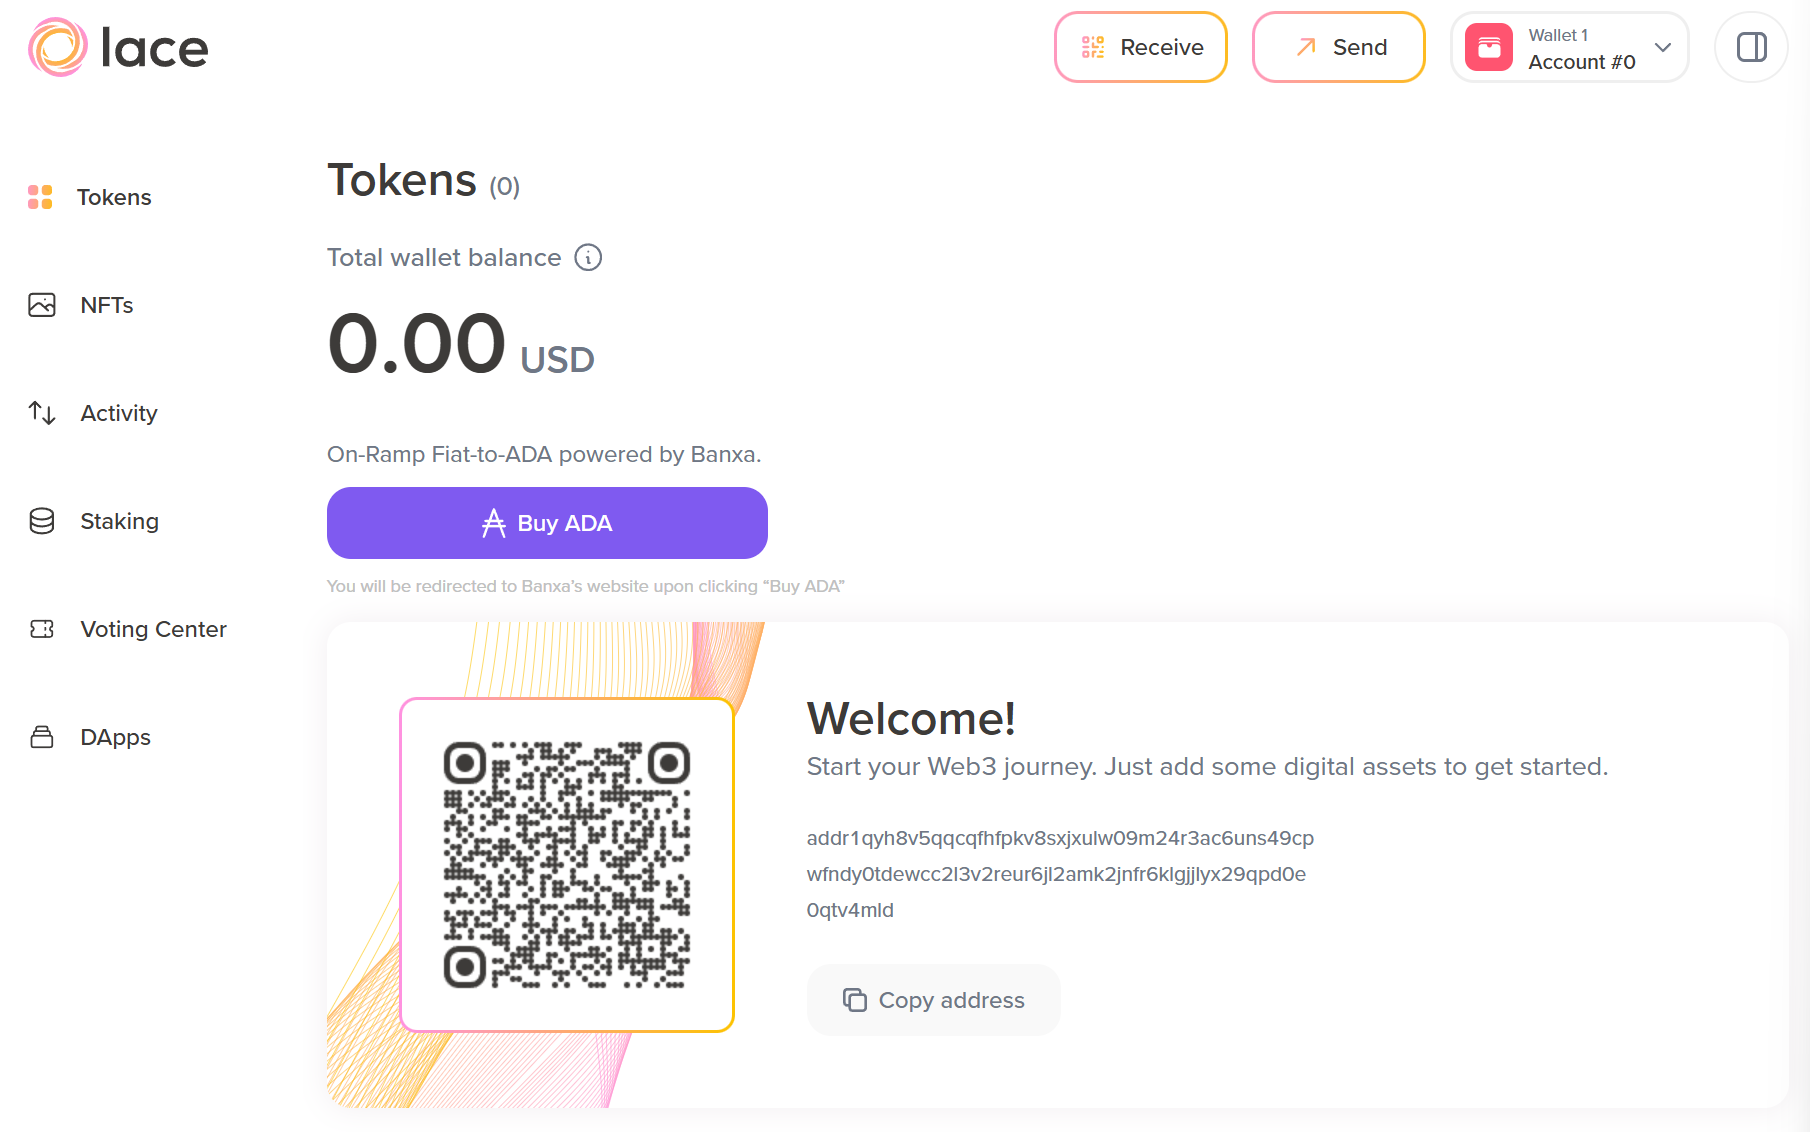 lace
Receive
Send
Wallet 1
Account #0
Tokens
NFTs
Activity
Staking
Voting Center
DApps
Tokens (0)
Total wallet balance
0.00 USD
On-Ramp Fiat-to-ADA powered by Banxa.
Buy ADA
You will be redirected to Banxa’s website upon clicking “Buy ADA”
Welcome!
Start your Web3 journey. Just add some digital assets to get started.
addr1qyh8v5qqcqfhfpkv8sxjxulw09m24r3ac6uns49cp
wfndy0tdewcc2l3v2reur6jl2amk2jnfr6klgjjlyx29qpd0e
0qtv4mld
Copy address